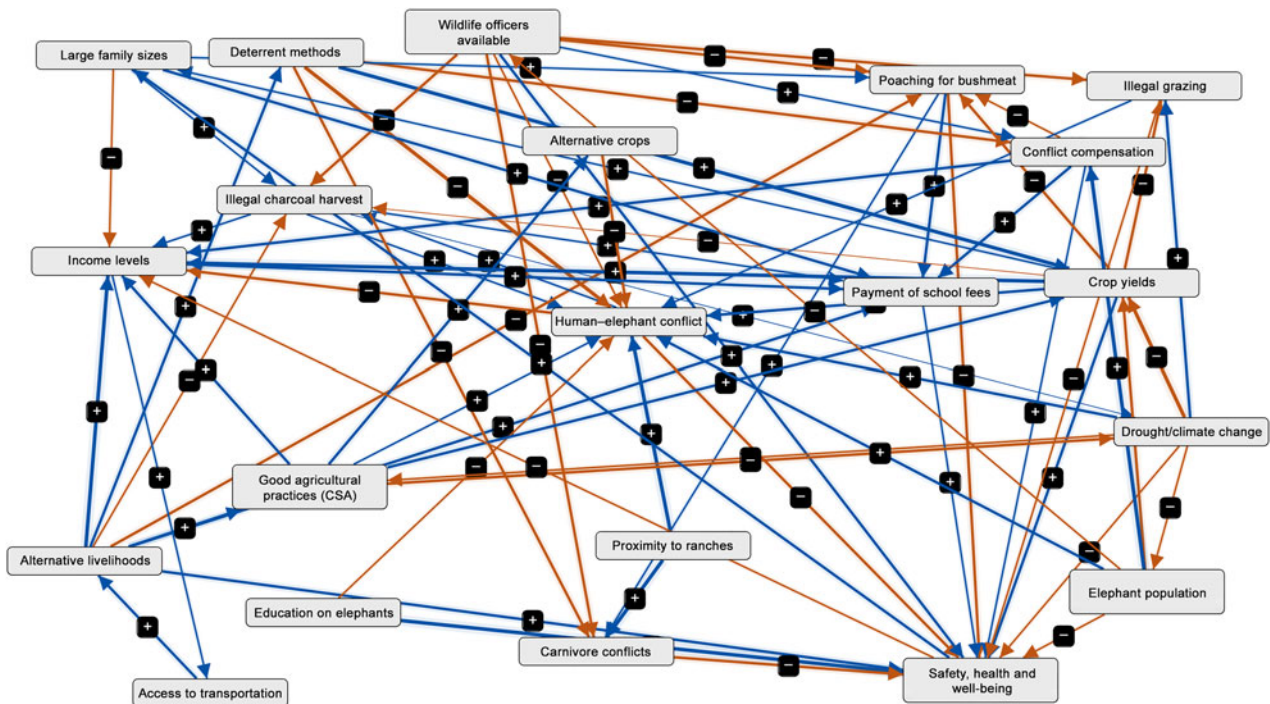 Wildlife officers
available
Large family sizes
Deterrent methods
Poaching for bushmeat
Illegal grazing
Alternative crops
Conflict compensation
Illegal charcoal harvest
Income levels
Payment of school fees
Crop yields
Human–elephant conflict
Drought/climate change
Good agricultural
practices (CSA)
Proximity to ranches
Alternative livelihoods
Elephant population
Education on elephants
Carnivore conflicts
Safety, health and
well-being
Access to transportation